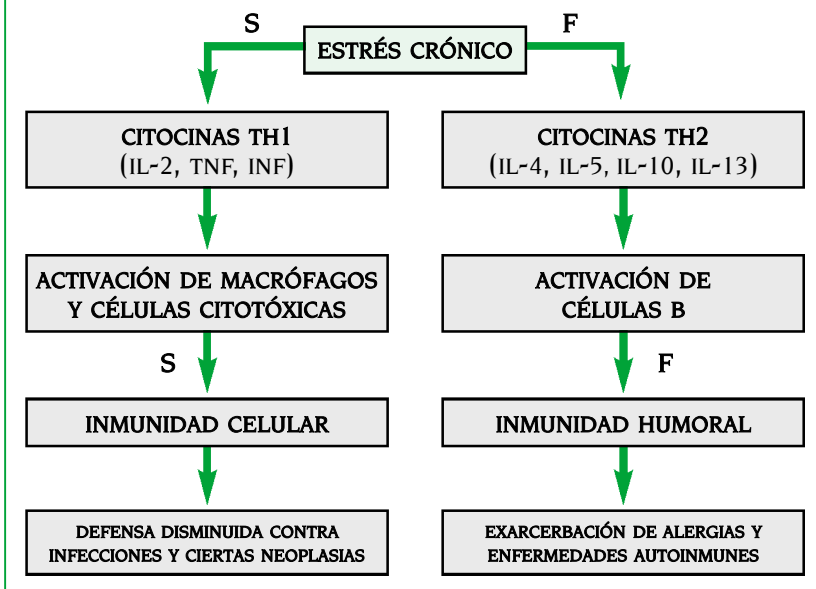 S
F
ESTRÉS CRÓNICO
CITOCINAS TH1
(IL-2, TNF, INF)
CITOCINAS TH2
(IL-4, IL-5, IL-10, IL-13)
ACTIVACIÓN DE MACRÓFAGOS
Y CÉLULAS CITOTÓXICAS
ACTIVACIÓN DE
CÉLULAS B
S
F
INMUNIDAD CELULAR
INMUNIDAD HUMORAL
DEFENSA DISMINUIDA CONTRA
INFECCIONES Y CIERTAS NEOPLASIAS
EXARCERBACIÓN DE ALERGIAS Y
ENFERMEDADES AUTOINMUNES